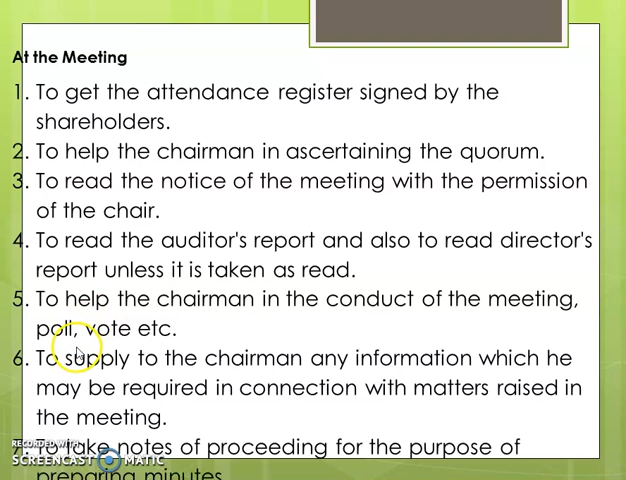 At the Meeting
1. To get the attendance register signed by the
shareholders.
2. To help the chairman in ascertaining the quorum.
3. To read the notice of the meeting with the permission
of the chair.
4. To read the auditor's report and also to read director's
report unless it is taken as read.
5. To help the chairman in the conduct of the meeting,
poll, vote etc.
6. To supply to the chairman any information which he
may be required in connection with matters raised in
the meeting.
7. To take notes of proceeding for the purpose of
preparing minutes.
RECORDED WITH
SCREENCAST MATIC